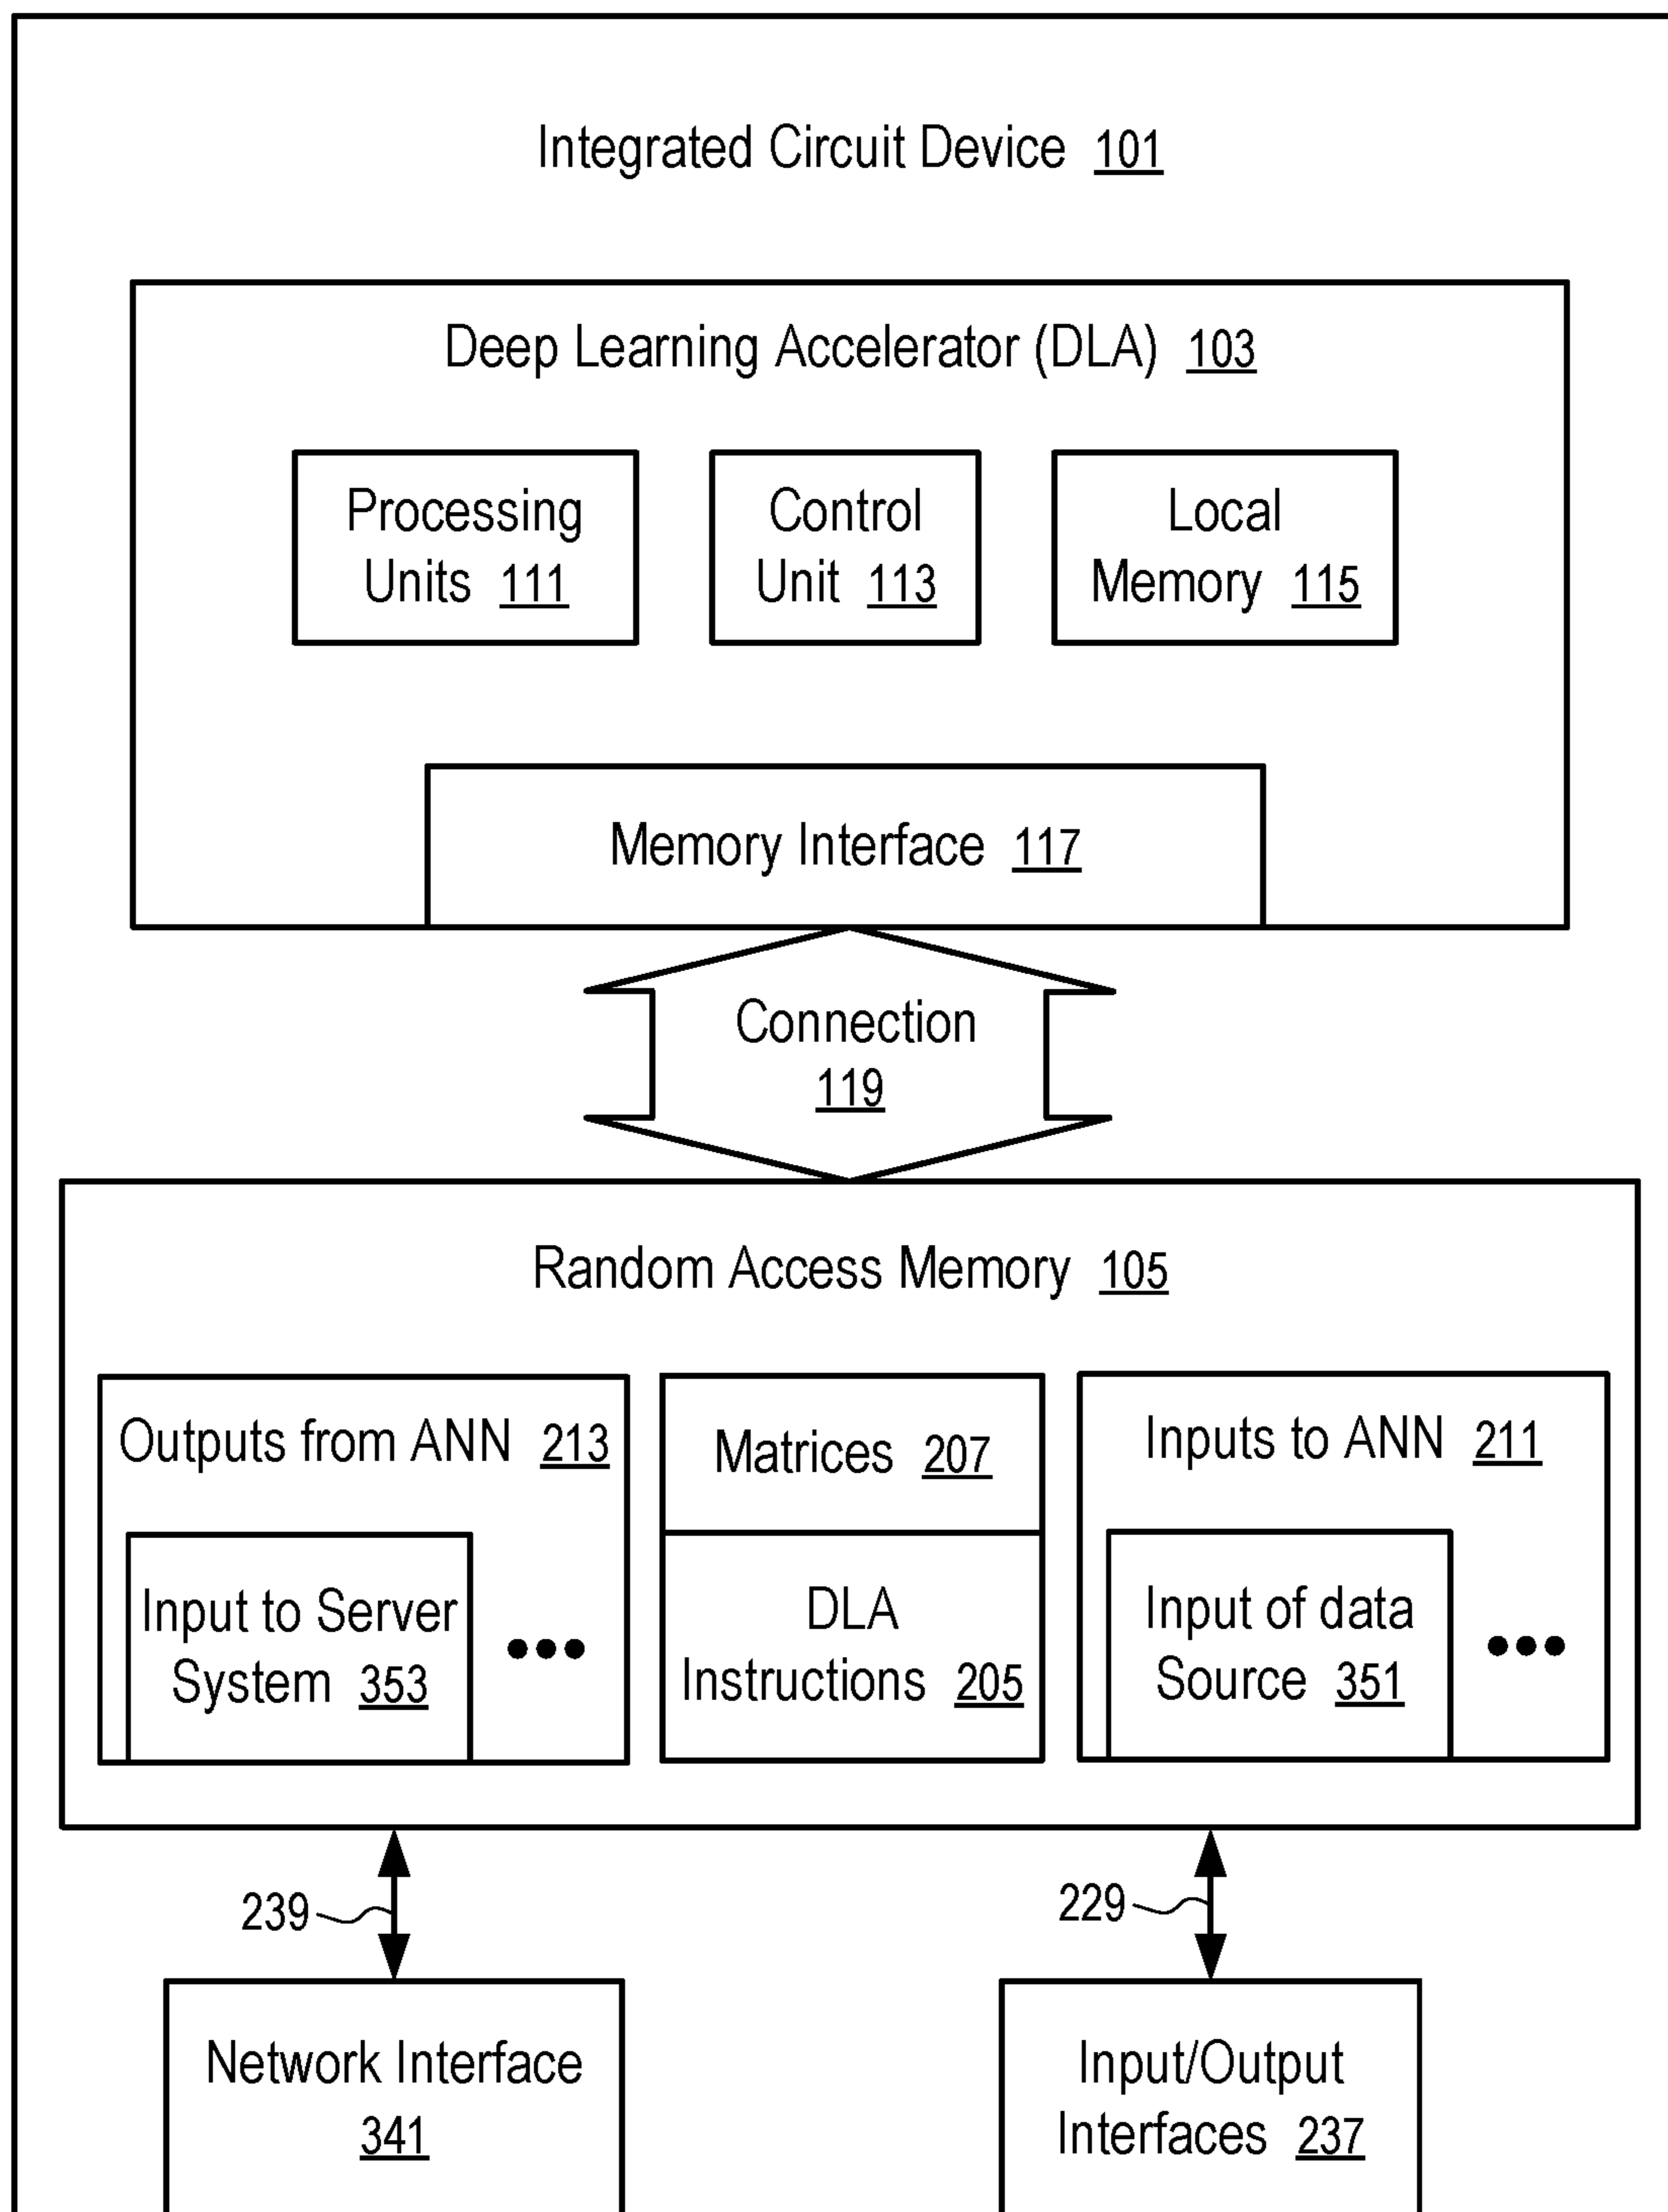 Integrated Circuit Device 101
Deep Learning Accelerator (DLA) 103
Processing
Units 111
Control
Unit 113
Local
Memory 115
Memory Interface 117
Connection
119
Random Access Memory 105
Outputs from ANN 213
Input to Server
System 353
Matrices 207
DLA
Instructions 205
Inputs to ANN 211
Input of data
Source 351
239
229
Network Interface
341
Input/Output
Interfaces 237